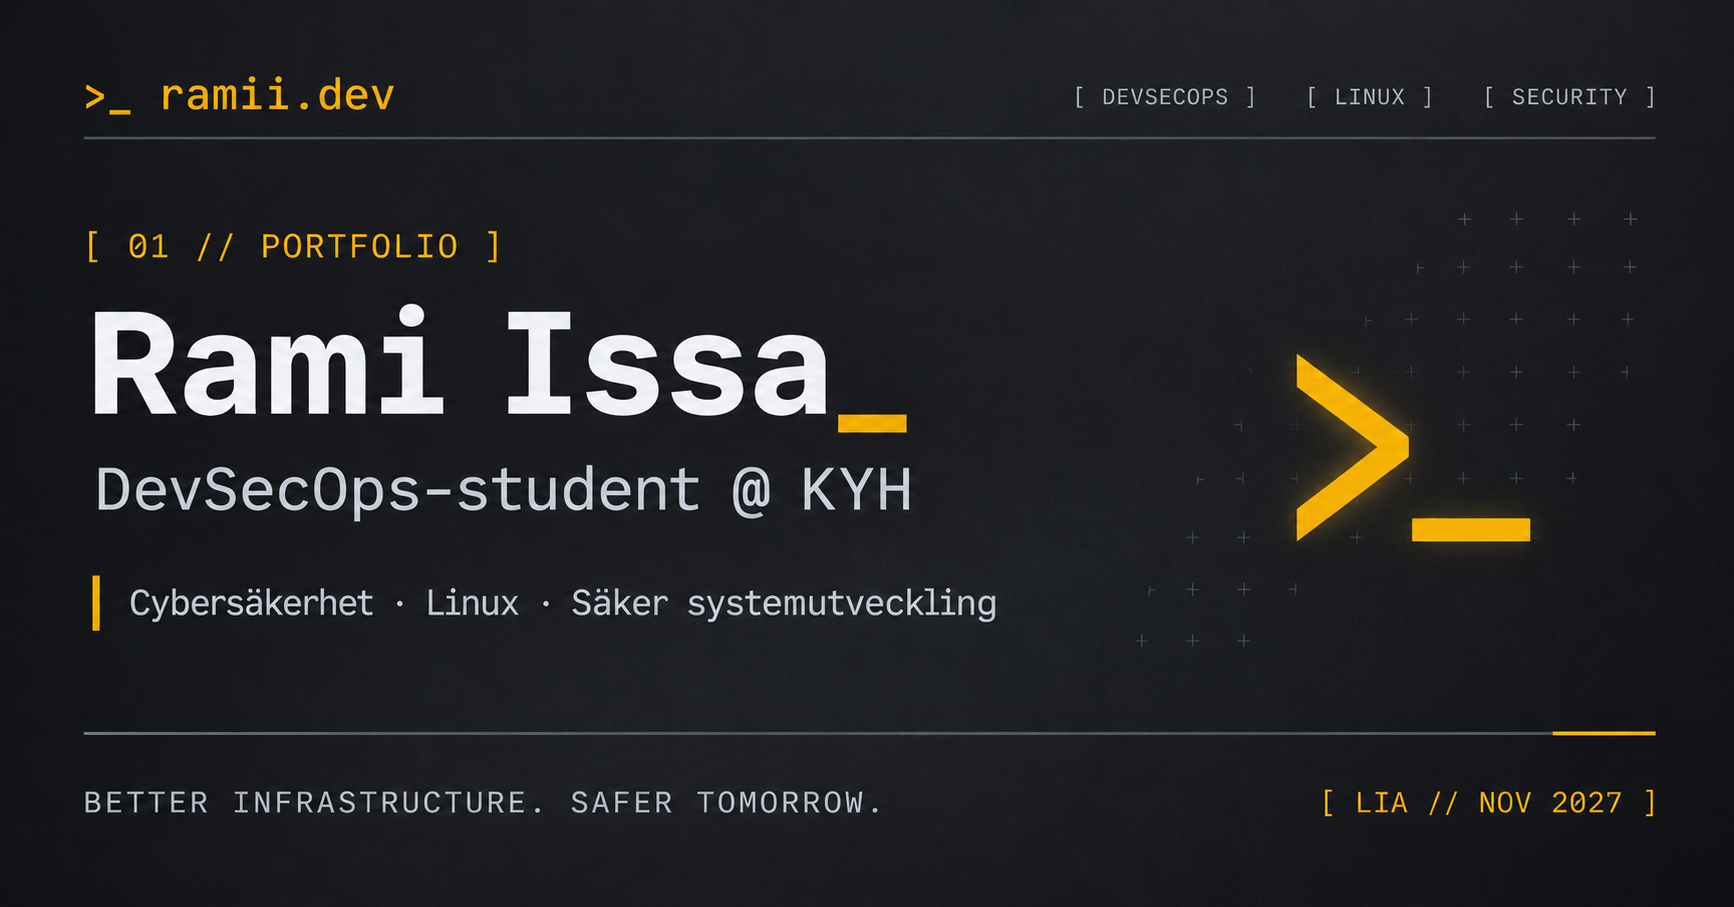 >_ ramii.dev
[ DEVSECOPS ] [ LINUX ] [ SECURITY ]
[ 01 // PORTFOLIO ]
Rami Issa_
DevSecOps-student @ KYH
Cybersäkerhet · Linux · Säker systemutveckling
>_
BETTER INFRASTRUCTURE. SAFER TOMORROW.
[ LIA // NOV 2027 ]